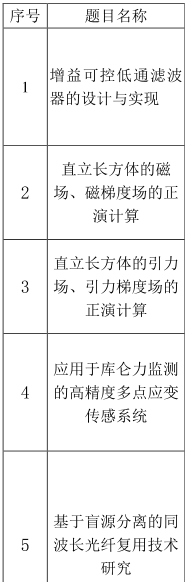 序号 题目名称
1 增益可控低通滤波
器的设计与实现
2 直立长方体的磁
场、磁梯度场的正
演计算
3 直立长方体的引力
场、引力梯度场的
正演计算
4 应用于库仑力监测
的高精度多点应变
传感系统
5 基于盲源分离的同
波长光纤复用技术
研究